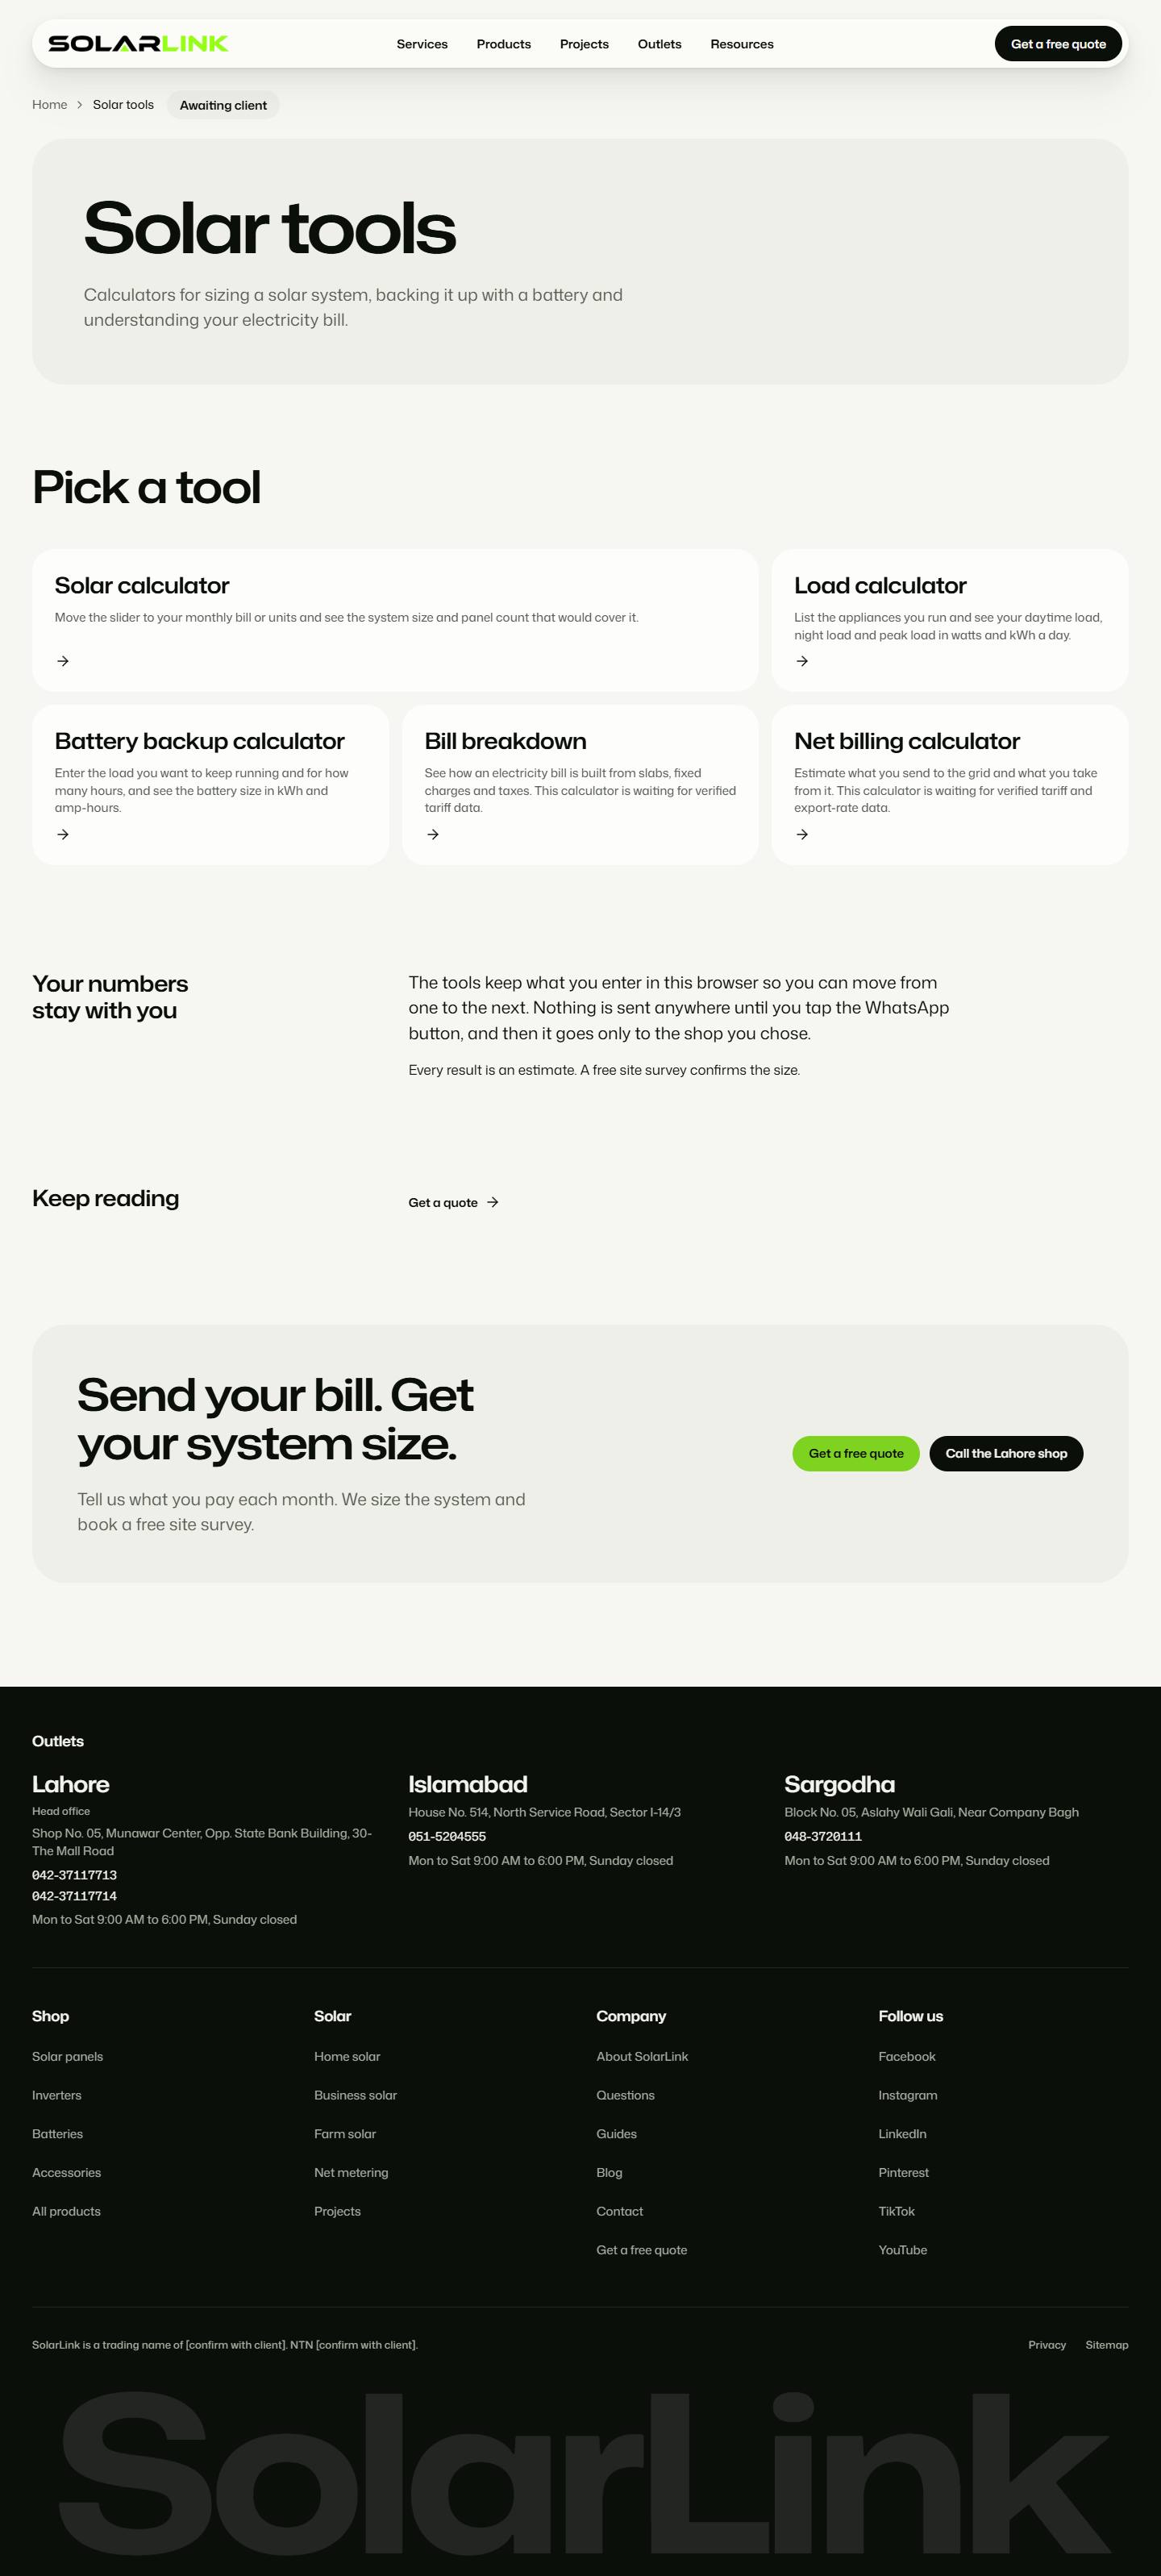 SOLARLINK
Services
Products
Projects
Outlets
Resources
Get a free quote
Home
Solar tools
Awaiting client
Solar tools
Calculators for sizing a solar system, backing it up with a battery and
understanding your electricity bill.
Pick a tool
Solar calculator
Move the slider to your monthly bill or units and see the system size and panel count that would cover it.
Load calculator
List the appliances you run and see your daytime load,
night load and peak load in watts and kWh a day.
Battery backup calculator
Enter the load you want to keep running and for how
many hours, and see the battery size in kWh and
amp-hours.
Bill breakdown
See how an electricity bill is built from slabs, fixed
charges and taxes. This calculator is waiting for verified
tariff data.
Net billing calculator
Estimate what you send to the grid and what you take
from it. This calculator is waiting for verified tariff and
export-rate data.
Your numbers
stay with you
The tools keep what you enter in this browser so you can move from
one to the next. Nothing is sent anywhere until you tap the WhatsApp
button, and then it goes only to the shop you chose.
Every result is an estimate. A free site survey confirms the size.
Keep reading
Get a quote
Send your bill. Get
your system size.
Tell us what you pay each month. We size the system and
book a free site survey.
Get a free quote
Call the Lahore shop
Outlets
Lahore
Head office
Shop No. 05, Munawar Center, Opp. State Bank Building, 30-
The Mall Road
042-37117713
042-37117714
Mon to Sat 9:00 AM to 6:00 PM, Sunday closed
Islamabad
House No. 514, North Service Road, Sector I-14/3
051-5204555
Mon to Sat 9:00 AM to 6:00 PM, Sunday closed
Sargodha
Block No. 05, Aslahy Wali Gali, Near Company Bagh
048-3720111
Mon to Sat 9:00 AM to 6:00 PM, Sunday closed
Shop
Solar panels
Inverters
Batteries
Accessories
All products
Solar
Home solar
Business solar
Farm solar
Net metering
Projects
Company
About SolarLink
Questions
Guides
Blog
Contact
Get a free quote
Follow us
Facebook
Instagram
LinkedIn
Pinterest
TikTok
YouTube
SolarLink is a trading name of [confirm with client]. NTN [confirm with client].
Privacy
Sitemap
SolarLink